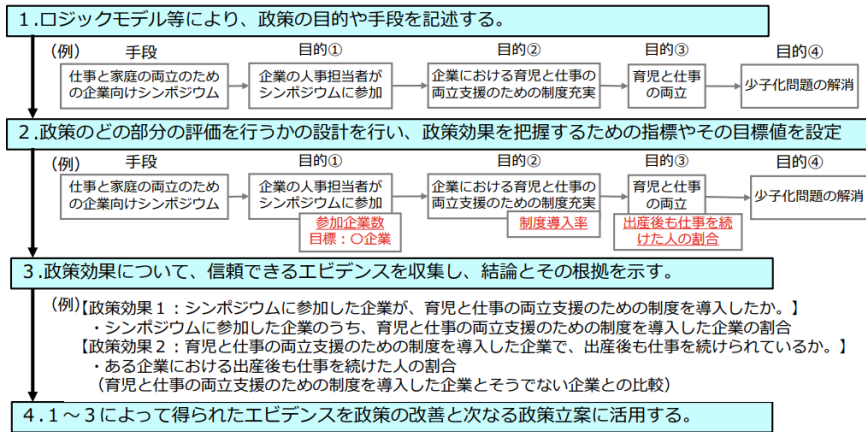 １.ロジックモデル等により、政策の目的や手段を記述する。
（例）
手段
目的①
目的②
目的③
目的④
仕事と家庭の両立のため
の企業向けシンポジウム
企業の人事担当者が
シンポジウムに参加
企業における育児と仕事の
両立支援のための制度充実
育児と仕事
の両立
少子化問題の解消
２.政策のどの部分の評価を行うかの設計を行い、政策効果を把握するための指標やその目標値を設定
（例）
手段
目的①
目的②
目的③
目的④
仕事と家庭の両立のため
の企業向けシンポジウム
企業の人事担当者が
シンポジウムに参加
企業における育児と仕事の
両立支援のための制度充実
育児と仕事
の両立
少子化問題の解消
参加企業数
目標：○企業
制度導入率
出産後も仕事を続
けた人の割合
３.政策効果について、信頼できるエビデンスを収集し、結論とその根拠を示す。
（例）【政策効果１：シンポジウムに参加した企業が、育児と仕事の両立支援のための制度を導入したか。】
・シンポジウムに参加した企業のうち、育児と仕事の両立支援のための制度を導入した企業の割合
【政策効果２：育児と仕事の両立支援のための制度を導入した企業で、出産後も仕事を続けられているか。】
・ある企業における出産後も仕事を続けた人の割合
（育児と仕事の両立支援のための制度を導入した企業とそうでない企業との比較）
４.１～３によって得られたエビデンスを政策の改善と次なる政策立案に活用する。